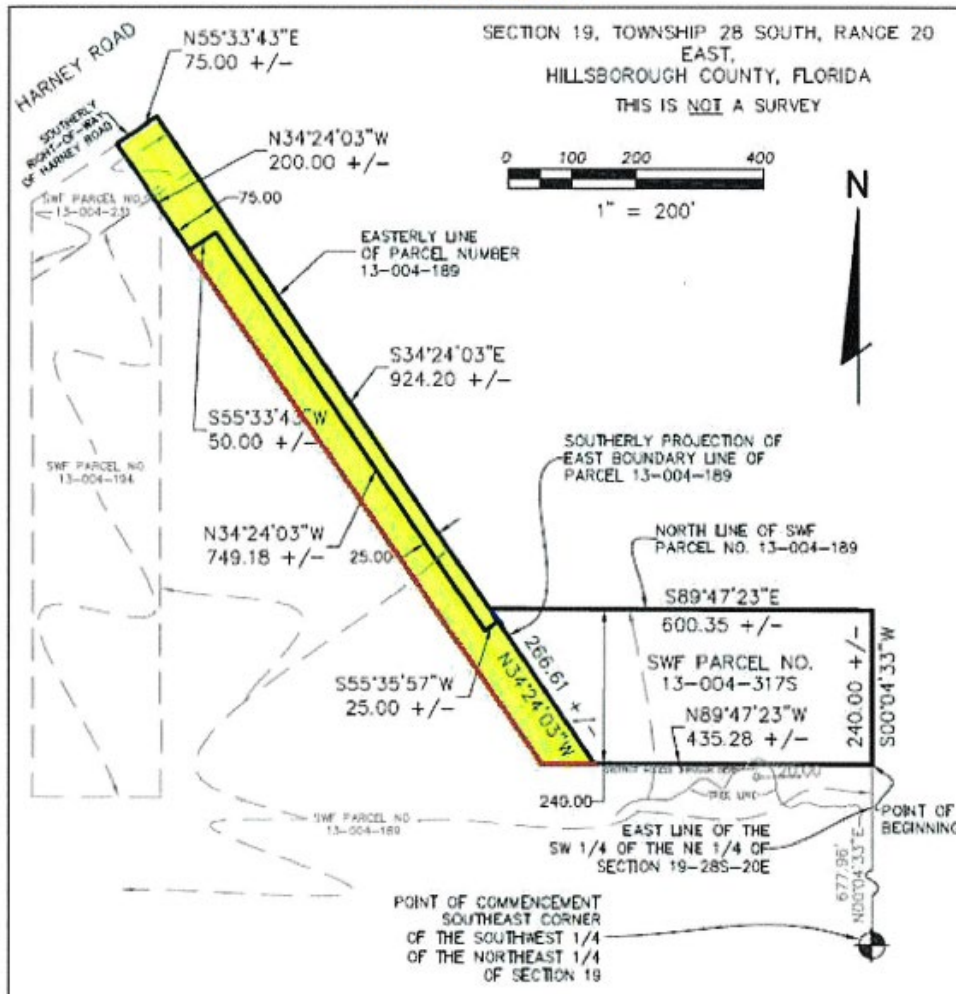 SECTION 19, TOWNSHIP 28 SOUTH, RANGE 20
EAST,
HILLSBOROUGH COUNTY, FLORIDA
THIS IS NOT A SURVEY
0 100 200 400
1" = 200'
N
HARNEY ROAD
N55°33'43"E
75.00 +/-
SOUTHERLY
RIGHT-OF-WAY
OF HARNEY ROAD
N34°24'03"W
200.00 +/-
75.00
SWF PARCEL NO.
13-004-231
EASTERLY LINE
OF PARCEL NUMBER
13-004-189
S34°24'03"E
924.20 +/-
S55°33'43"W
50.00 +/-
SOUTHERLY PROJECTION OF
EAST BOUNDARY LINE OF
PARCEL 13-004-189
SWF PARCEL NO
13-004-194
N34°24'03"W
749.18 +/-
25.00
NORTH LINE OF SWF
PARCEL NO. 13-004-189
S89°47'23"E
600.35 +/-
266.61 +/-
N34°24'03"W
SWF PARCEL NO.
13-004-317S
240.00 +/-
S00°04'33"W
S55°35'57"W
25.00 +/-
N89°47'23"W
435.28 +/-
20.00
240.00
SWF PARCEL NO
13-004-189
EAST LINE OF THE
SW 1/4 OF THE NE 1/4 OF
SECTION 19-28S-20E
POINT OF
BEGINNING
677.96'
N00°04'33"E
POINT OF COMMENCEMENT
SOUTHEAST CORNER
OF THE SOUTHWEST 1/4
OF THE NORTHEAST 1/4
OF SECTION 19